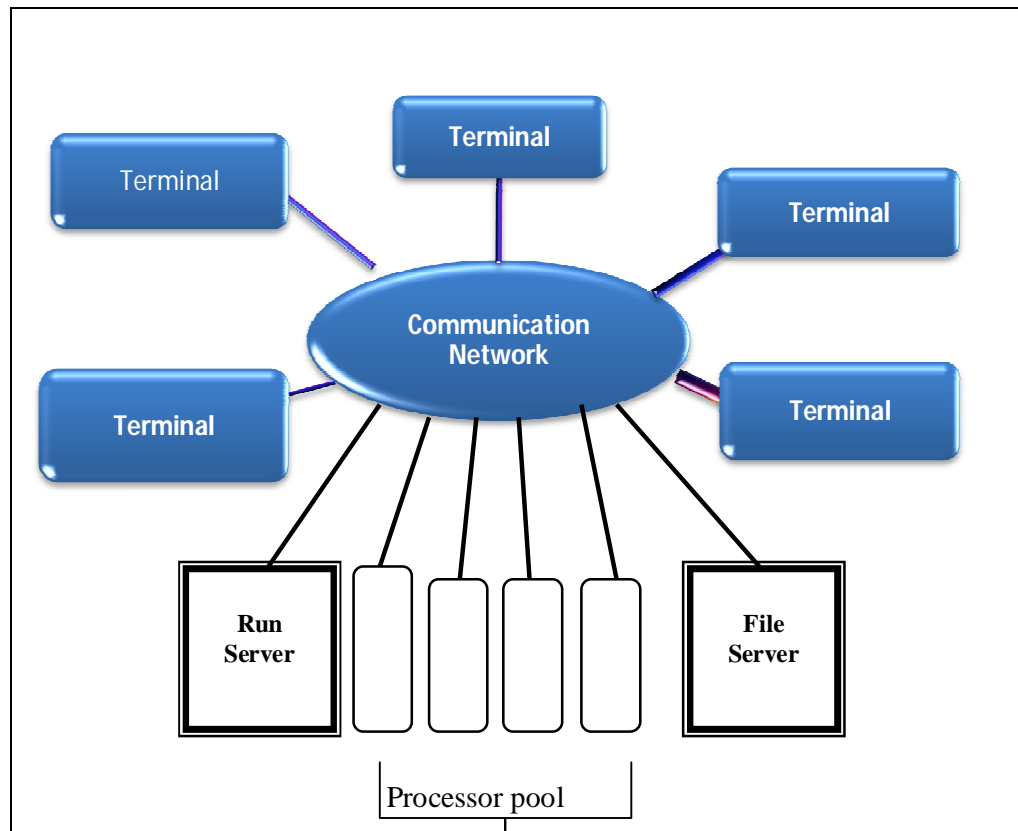 Terminal
Terminal
Terminal
Communication
Network
Terminal
Terminal
Run
Server
File
Server
Processor pool